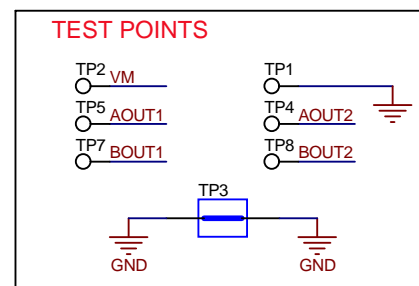 TEST POINTS
TP2 VM
TP1
TP5 AOUT1
TP4 AOUT2
TP7 BOUT1
TP8 BOUT2
TP3
GND
GND